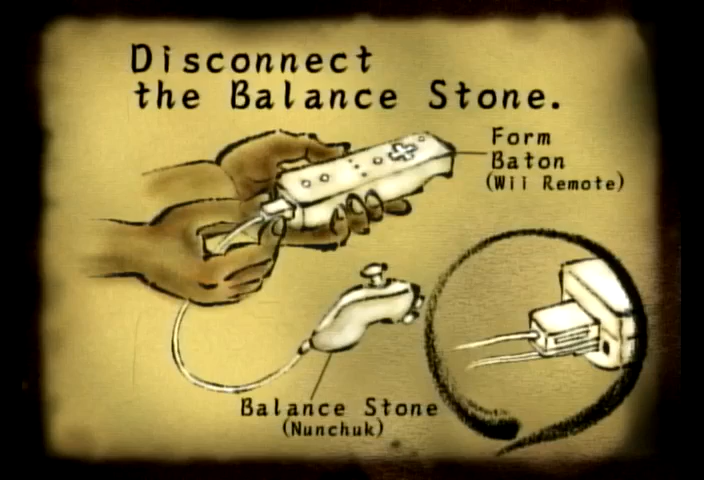 Disconnect
the Balance Stone.
Form
Baton
(Wii Remote)
Balance Stone
(Nunchuk)